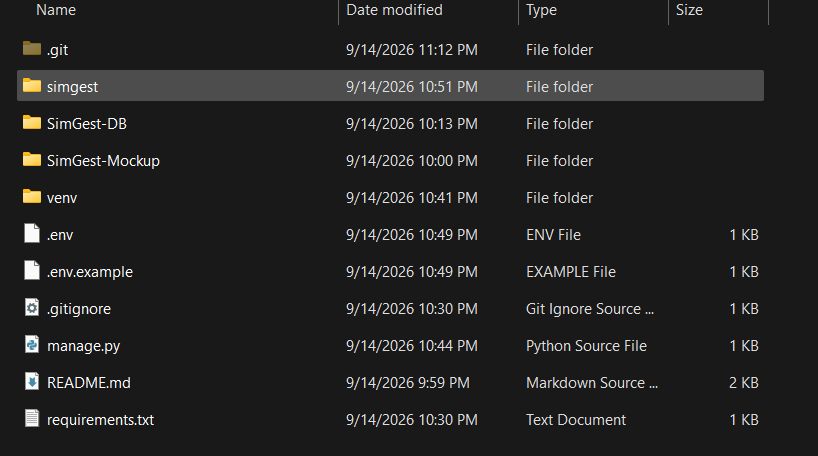 Name Date modified Type Size
.git 9/14/2026 11:12 PM File folder
simgest 9/14/2026 10:51 PM File folder
SimGest-DB 9/14/2026 10:13 PM File folder
SimGest-Mockup 9/14/2026 10:00 PM File folder
venv 9/14/2026 10:41 PM File folder
.env 9/14/2026 10:49 PM ENV File 1 KB
.env.example 9/14/2026 10:49 PM EXAMPLE File 1 KB
.gitignore 9/14/2026 10:30 PM Git Ignore Source ... 1 KB
manage.py 9/14/2026 10:44 PM Python Source File 1 KB
README.md 9/14/2026 9:59 PM Markdown Source ... 2 KB
requirements.txt 9/14/2026 10:30 PM Text Document 1 KB